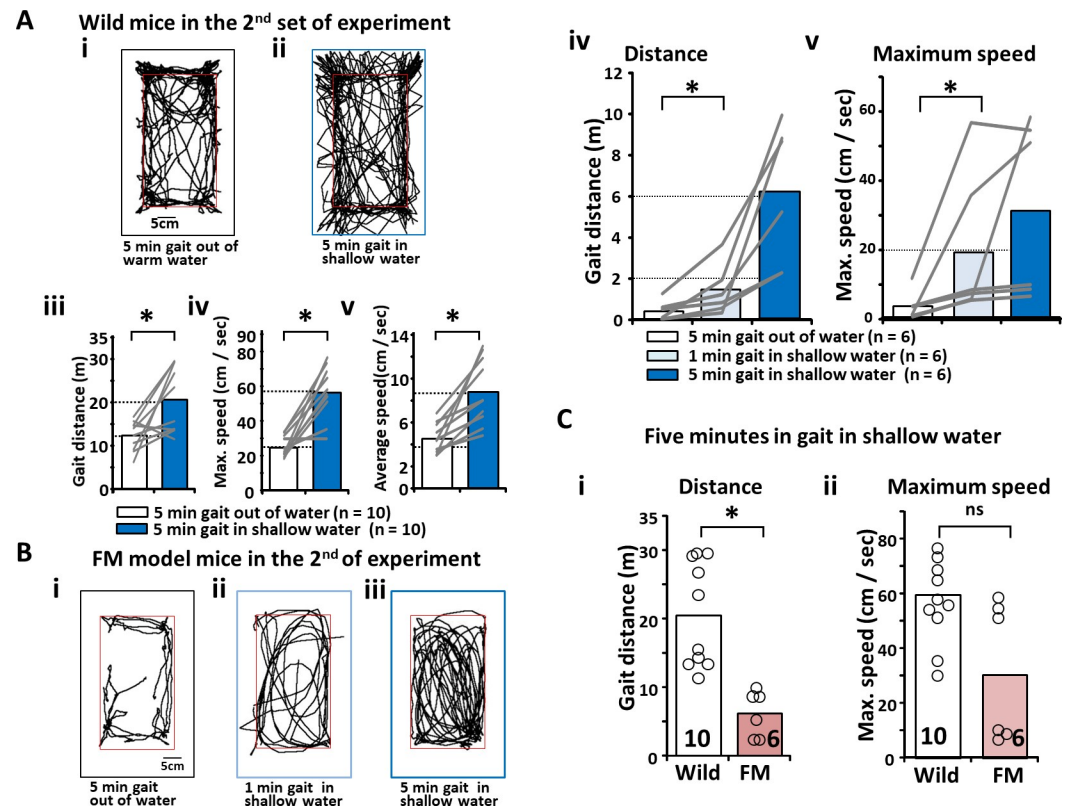 A
Wild mice in the 2nd set of experiment
i
ii
5cm
5 min gait out of
warm water
5 min gait in
shallow water
iii
iv
v
*
*
*
Gait distance (m)
35
30
20
10
0
Max. speed (cm / sec)
90
80
60
40
20
0
Average speed(cm / sec)
14
12
8
6
4
2
0
5 min gait out of water (n = 10)
5 min gait in shallow water (n = 10)
B
FM model mice in the 2nd of experiment
i
ii
iii
5cm
5 min gait
out of water
1 min gait in
shallow water
5 min gait in
shallow water
iv
Distance
*
Gait distance (m)
12
10
8
6
4
2
0
v
Maximum speed
*
Max. speed (cm / sec)
80
60
40
20
0
5 min gait out of water (n = 6)
1 min gait in shallow water (n = 6)
5 min gait in shallow water (n = 6)
C
Five minutes in gait in shallow water
i
Distance
*
Gait distance (m)
35
30
20
10
0
10
6
Wild
FM
ii
Maximum speed
ns
Max. speed (cm / sec)
80
60
40
20
0
10
6
Wild
FM